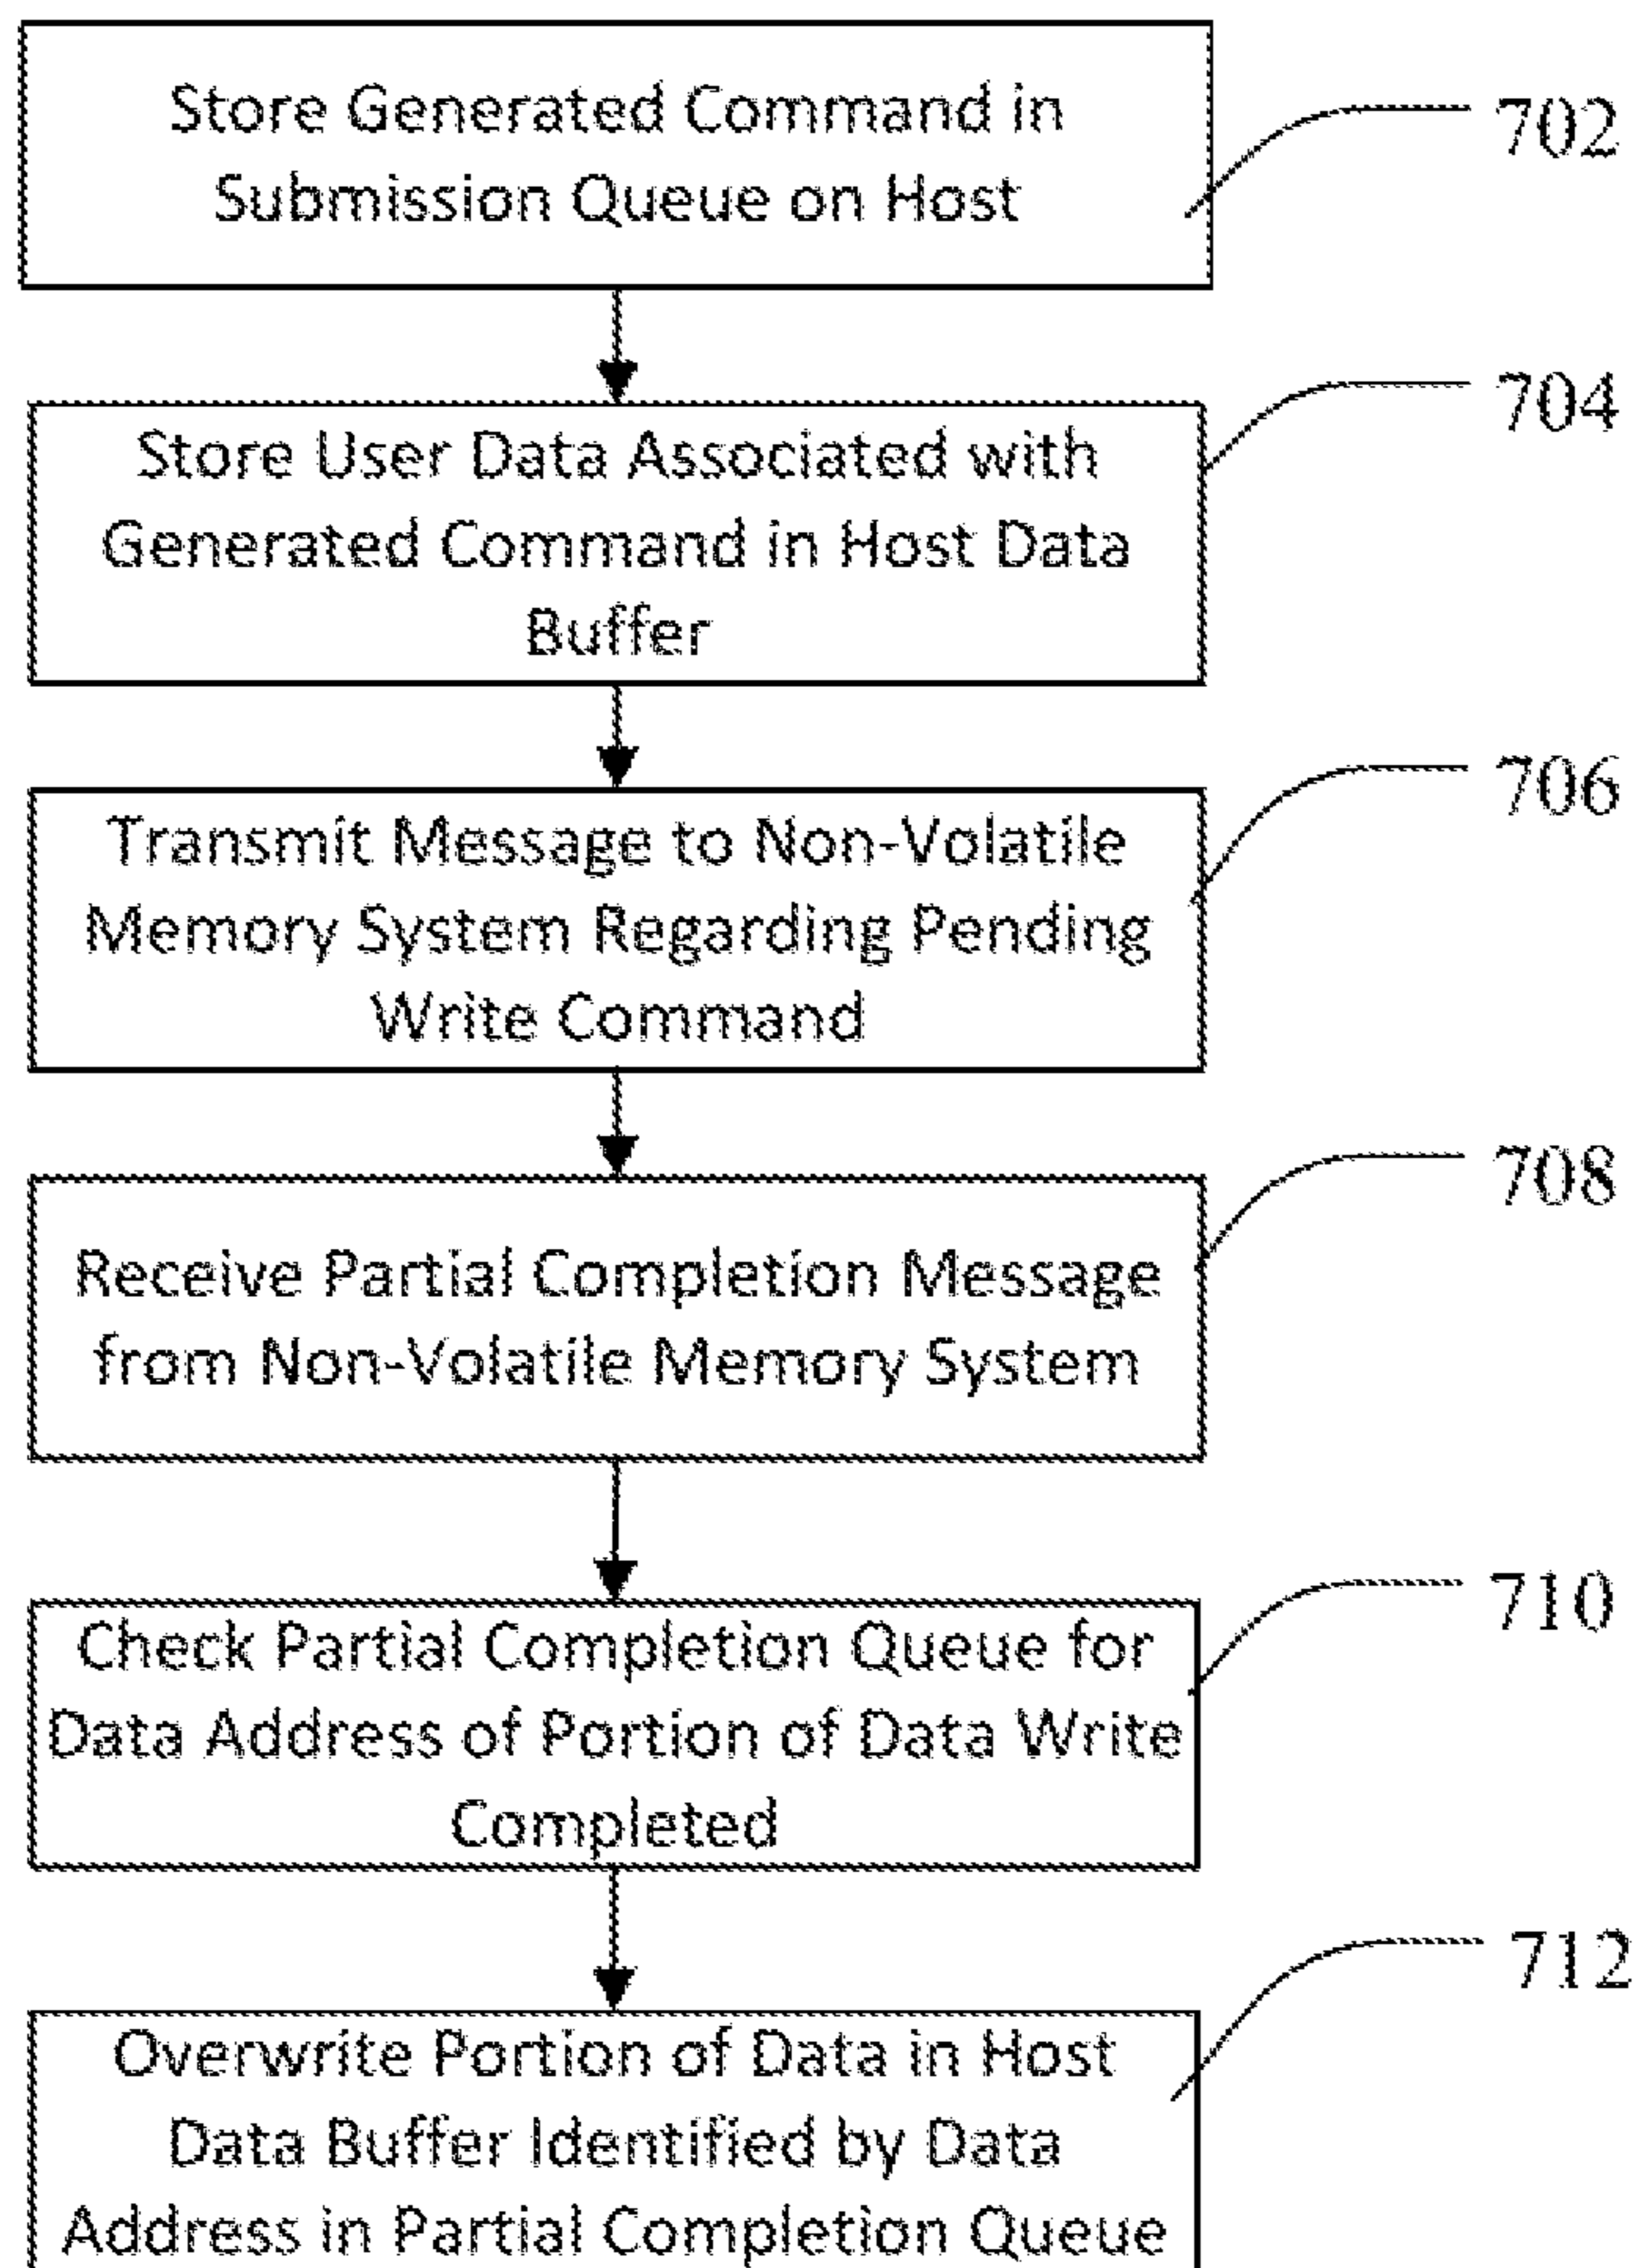 Store Generated Command in
Submission Queue on Host
702
Store User Data Associated with
Generated Command in Host Data
Buffer
704
Transmit Message to Non-Volatile
Memory System Regarding Pending
Write Command
706
Receive Partial Completion Message
from Non-Volatile Memory System
708
Check Partial Completion Queue for
Data Address of Portion of Data Write
Completed
710
Overwrite Portion of Data in Host
Data Buffer Identified by Data
Address in Partial Completion Queue
712